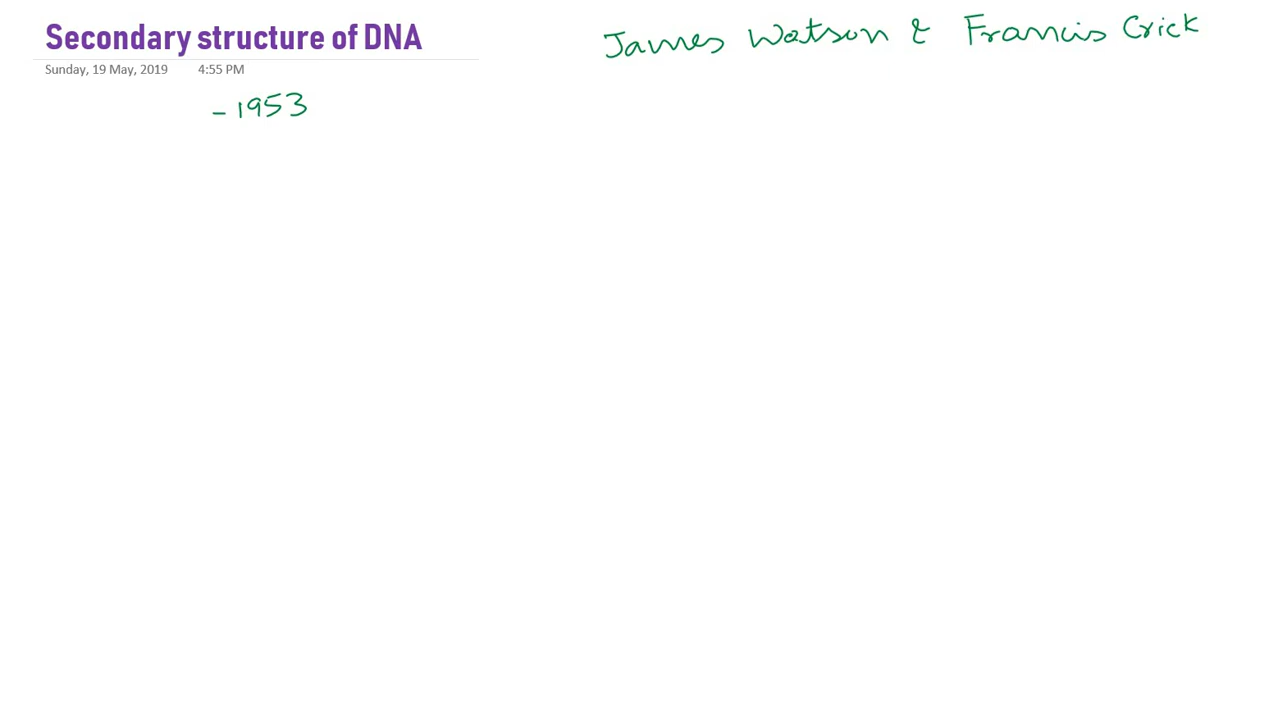 Secondary structure of DNA
James Watson & Francis Crick
Sunday, 19 May, 2019 4:55 PM
- 1953